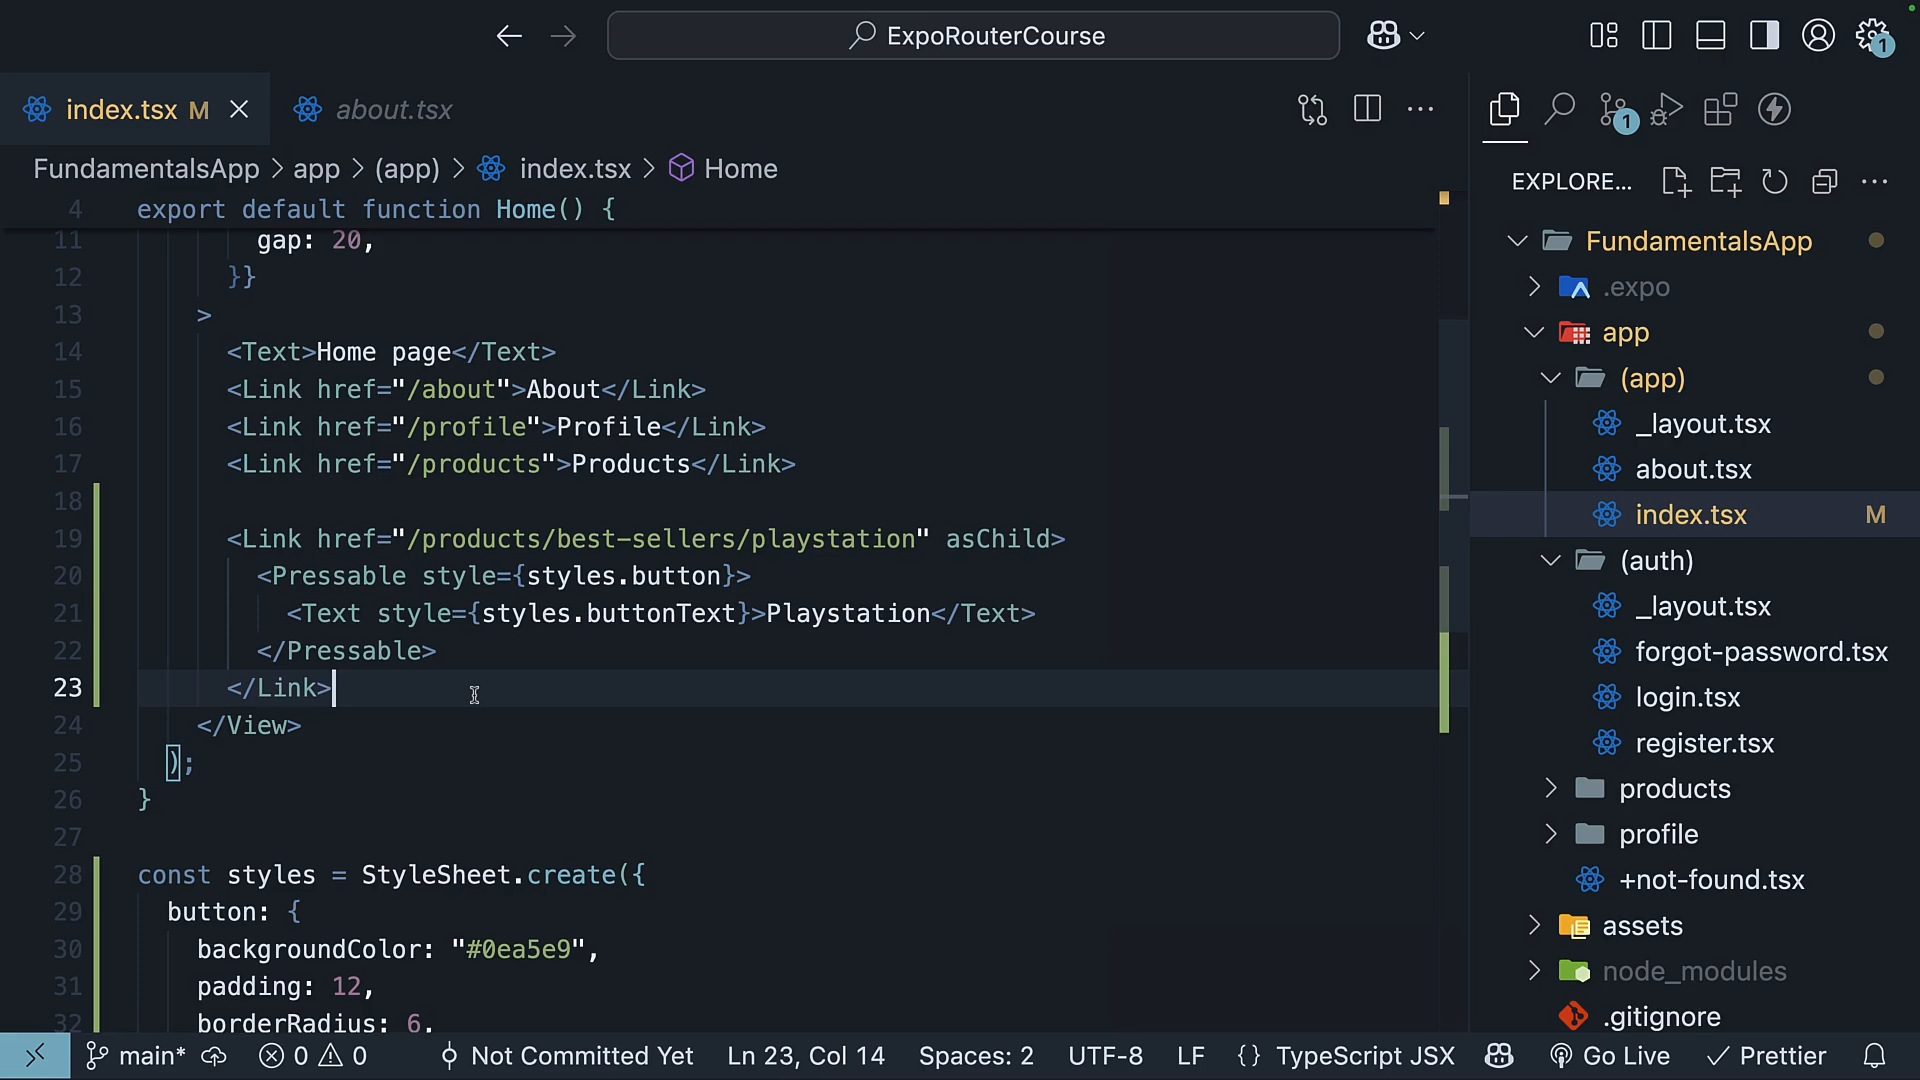 ExpoRouterCourse
1
index.tsx M
about.tsx
1
FundamentalsApp > app > (app) > index.tsx > Home
EXPLORE...
4 export default function Home() {
11 gap: 20,
12 }}
13 >
14 <Text>Home page</Text>
15 <Link href="/about">About</Link>
16 <Link href="/profile">Profile</Link>
17 <Link href="/products">Products</Link>
18
19 <Link href="/products/best-sellers/playstation" asChild>
20 <Pressable style={styles.button}>
21 <Text style={styles.buttonText}>Playstation</Text>
22 </Pressable>
23 </Link>
24 </View>
25 );
26 }
27
28 const styles = StyleSheet.create({
29 button: {
30 backgroundColor: "#0ea5e9",
31 padding: 12,
32 borderRadius: 6,
FundamentalsApp
.expo
app
(app)
_layout.tsx
about.tsx
index.tsx M
(auth)
_layout.tsx
forgot-password.tsx
login.tsx
register.tsx
products
profile
+not-found.tsx
assets
node_modules
.gitignore
main* 0 0 Not Committed Yet Ln 23, Col 14 Spaces: 2 UTF-8 LF {} TypeScript JSX Go Live Prettier